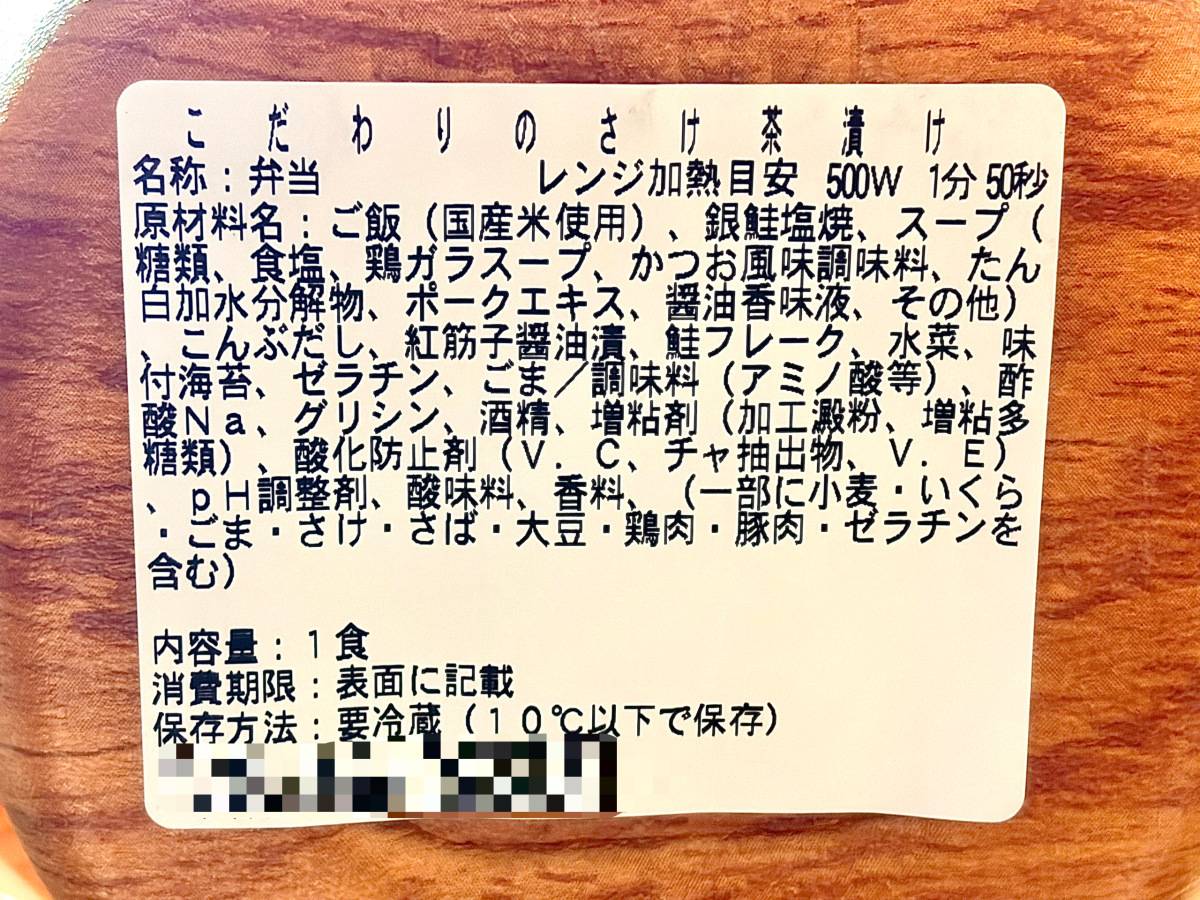 こだわりのさけ茶漬け
名称：弁当　レンジ加熱目安 500W 1分50秒
原材料名：ご飯（国産米使用）、銀鮭塩焼、スープ（
糖類、食塩、鶏ガラスープ、かつお風味調味料、たん
白加水分解物、ポークエキス、醤油香味液、その他）
、こんぶだし、紅筋子醤油漬、鮭フレーク、水菜、味
付海苔、ゼラチン、ごま／調味料（アミノ酸等）、酢
酸Ｎａ、グリシン、酒精、増粘剤（加工澱粉、増粘多
糖類）、酸化防止剤（Ｖ．Ｃ、チャ抽出物、Ｖ．Ｅ）
、ｐＨ調整剤、酸味料、香料、（一部に小麦・いくら
・ごま・さけ・さば・大豆・鶏肉・豚肉・ゼラチンを
含む）
内容量：１食
消費期限：表面に記載
保存方法：要冷蔵（１０℃以下で保存）